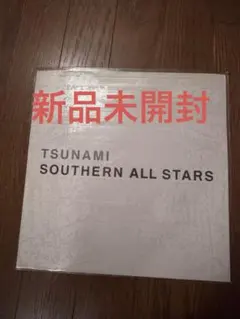 新品未開封
TSUNAMI
SOUTHERN ALL STARS